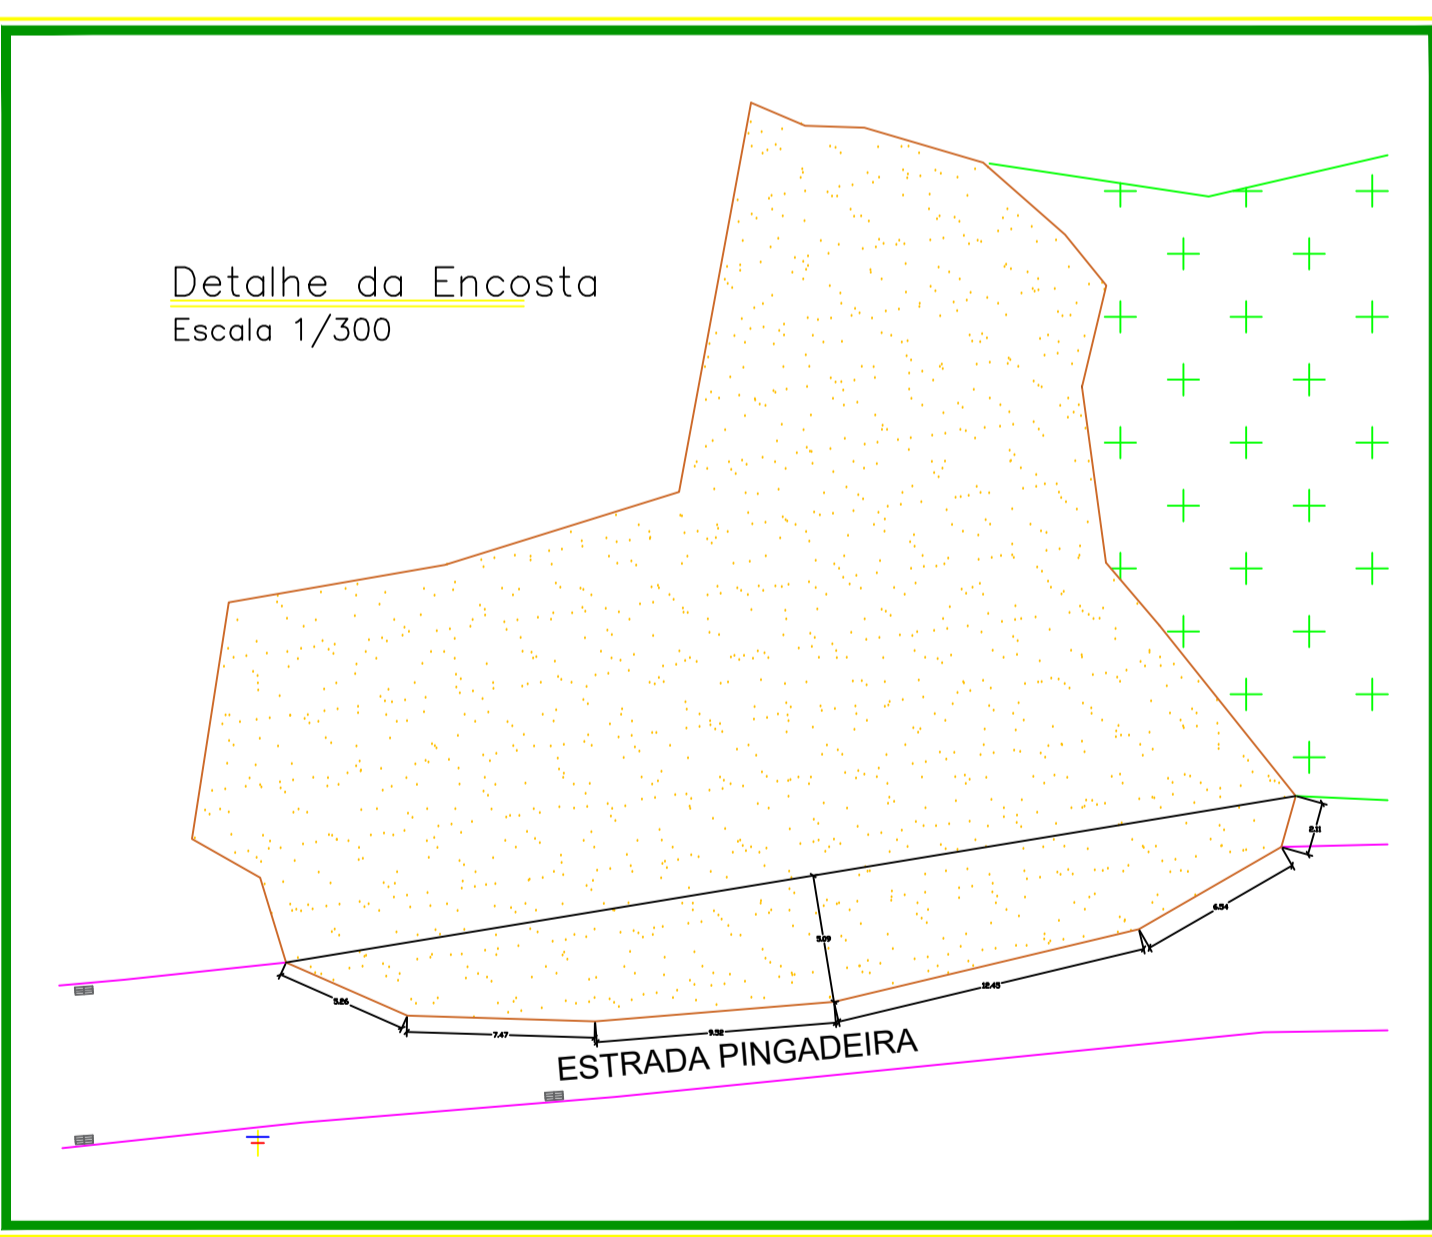 Detalhe da Encosta
Escala 1/300
2.11
6.54
5.09
12.45
5.26
7.47
9.52
ESTRADA PINGADEIRA